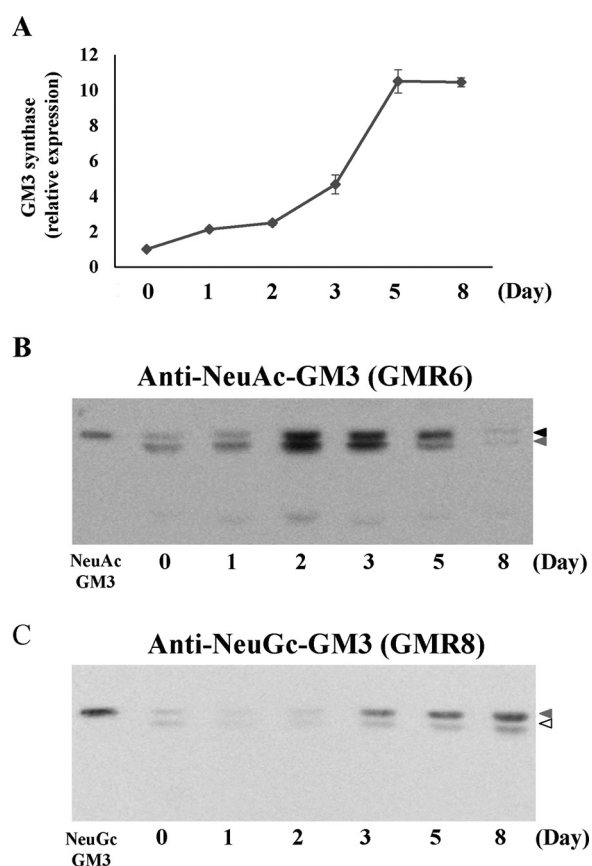 A
GM3 synthase
(relative expression)
12
10
8
6
4
2
0
0 1 2 3 5 8 (Day)
B
Anti-NeuAc-GM3 (GMR6)
NeuAc
GM3
0 1 2 3 5 8 (Day)
C
Anti-NeuGc-GM3 (GMR8)
NeuGc
GM3
0 1 2 3 5 8 (Day)